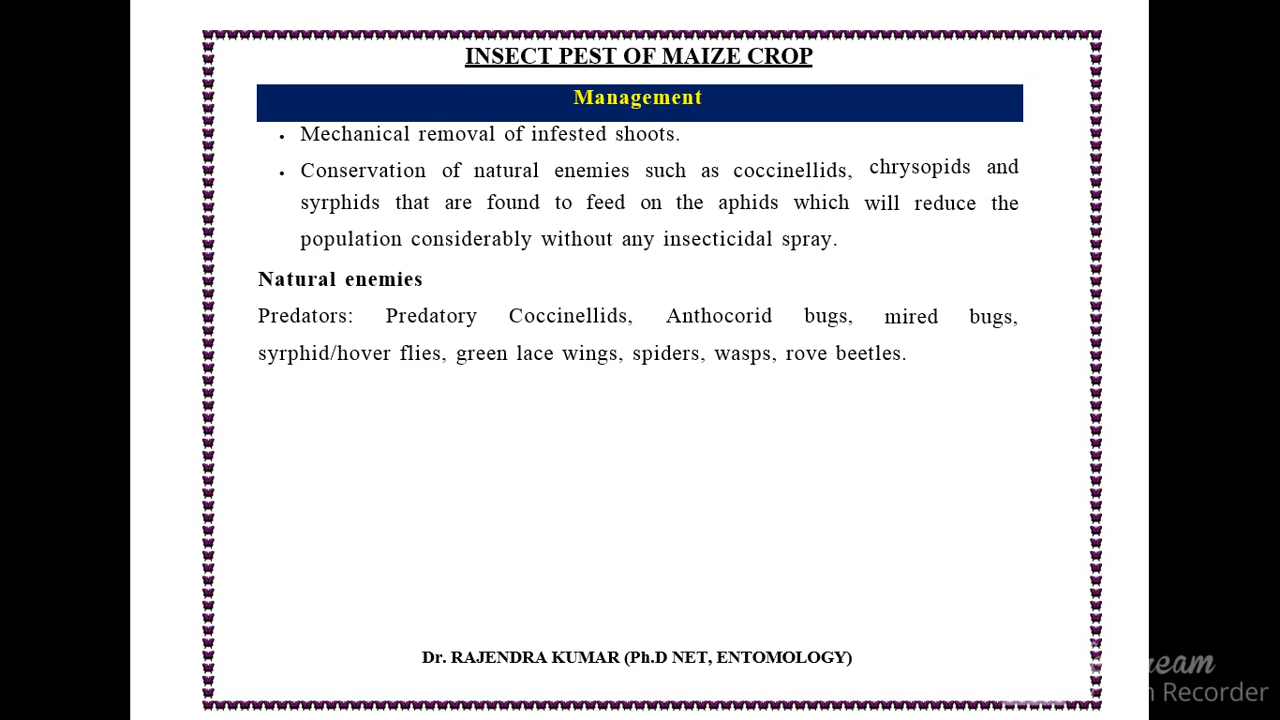 INSECT PEST OF MAIZE CROP
Management
• Mechanical removal of infested shoots.
• Conservation of natural enemies such as coccinellids, chrysopids and
syrphids that are found to feed on the aphids which will reduce the
population considerably without any insecticidal spray.
Natural enemies
Predators: Predatory Coccinellids, Anthocorid bugs, mired bugs,
syrphid/hover flies, green lace wings, spiders, wasps, rove beetles.
Dr. RAJENDRA KUMAR (Ph.D NET, ENTOMOLOGY)
Recorder